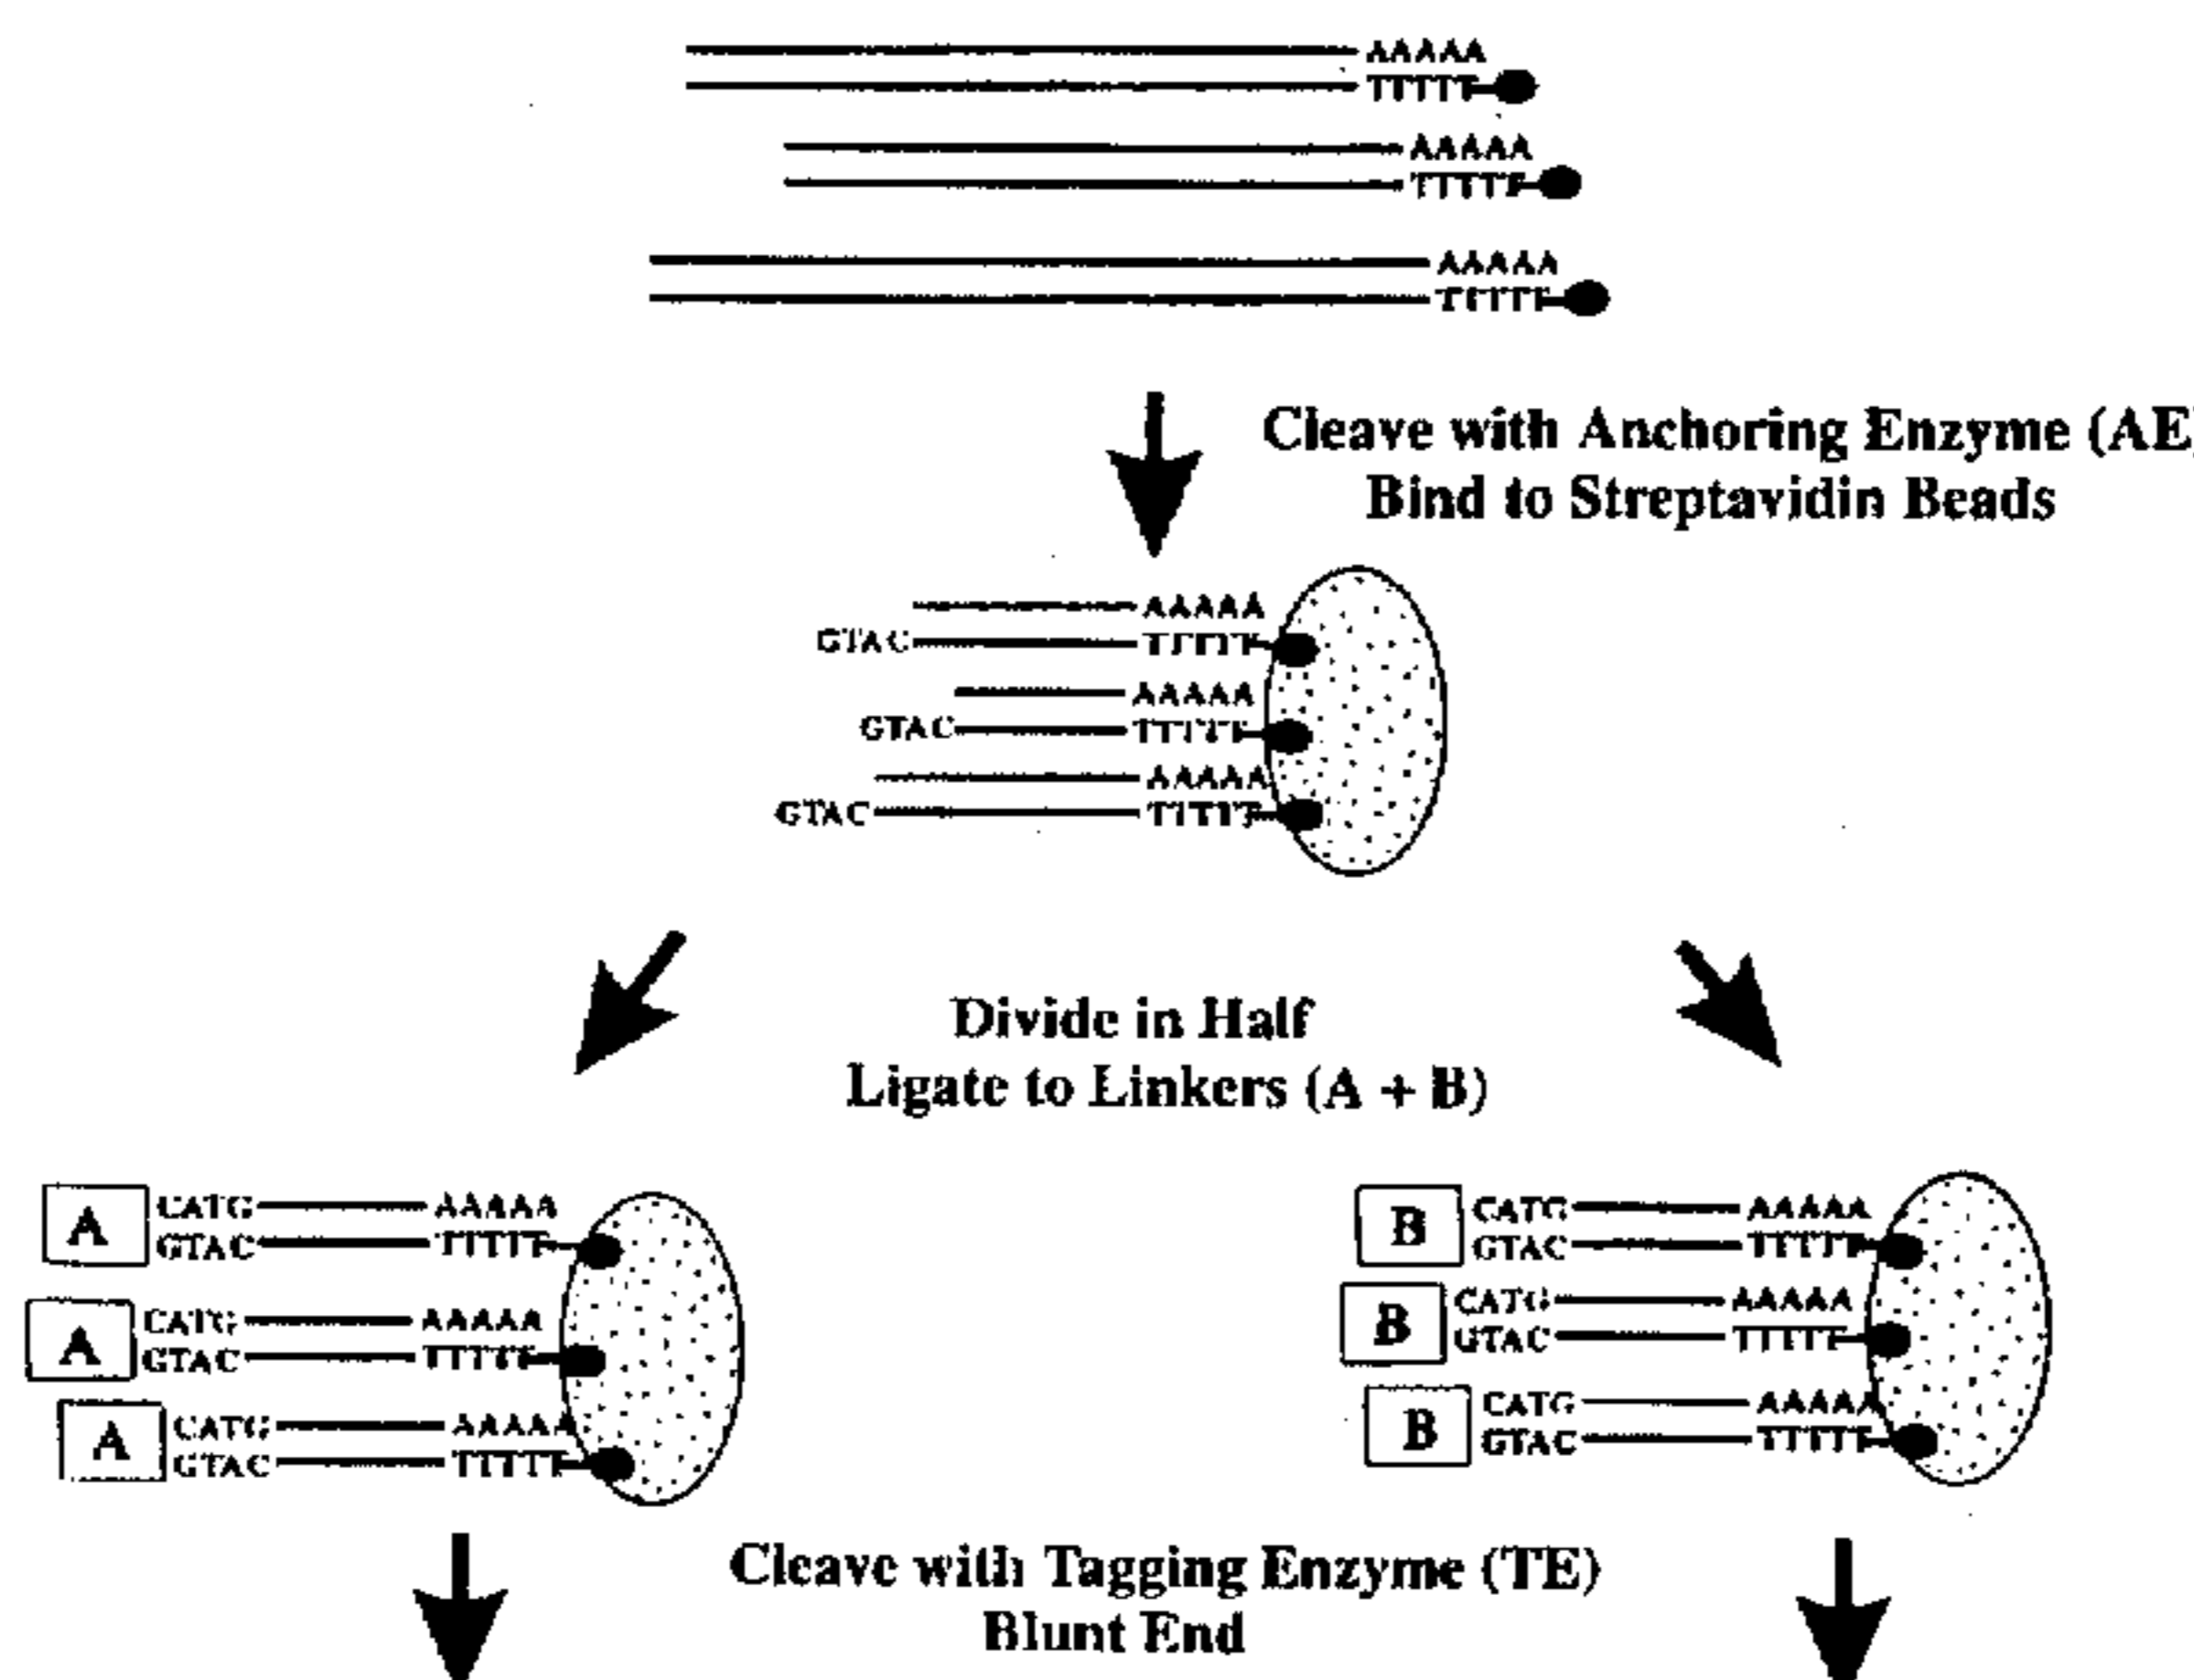 AAAAA
TTTTT
AAAAA
TTTTT
AAAAA
TTTTT
Cleave with Anchoring Enzyme (AE)
Bind to Streptavidin Beads
AAAAA
GTAC TTTTT
AAAAA
GTAC TTTTT
AAAAA
GTAC TTTTT
Divide in Half
Ligate to Linkers (A + B)
A CATG AAAAA
GTAC TTTTT
A CATG AAAAA
GTAC TTTTT
A CATG AAAAA
GTAC TTTTT
B CATG AAAAA
GTAC TTTTT
B CATG AAAAA
GTAC TTTTT
B CATG AAAAA
GTAC TTTTT
Cleave with Tagging Enzyme (TE)
Blunt End